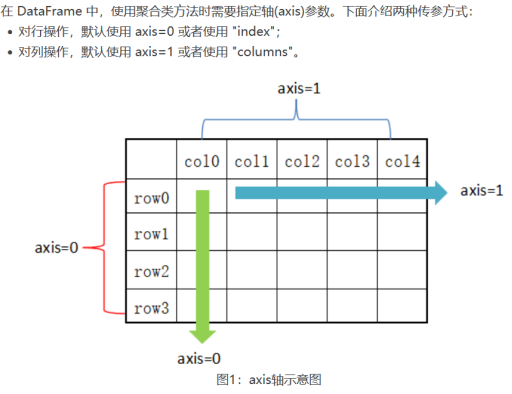 在 DataFrame 中，使用聚合类方法时需要指定轴(axis)参数。下面介绍两种传参方式：
• 对行操作，默认使用 axis=0 或者使用 "index"；
• 对列操作，默认使用 axis=1 或者使用 "columns"。
axis=1
col0 col1 col2 col3 col4
row0
axis=1
row1
axis=0
row2
row3
axis=0
图1：axis轴示意图